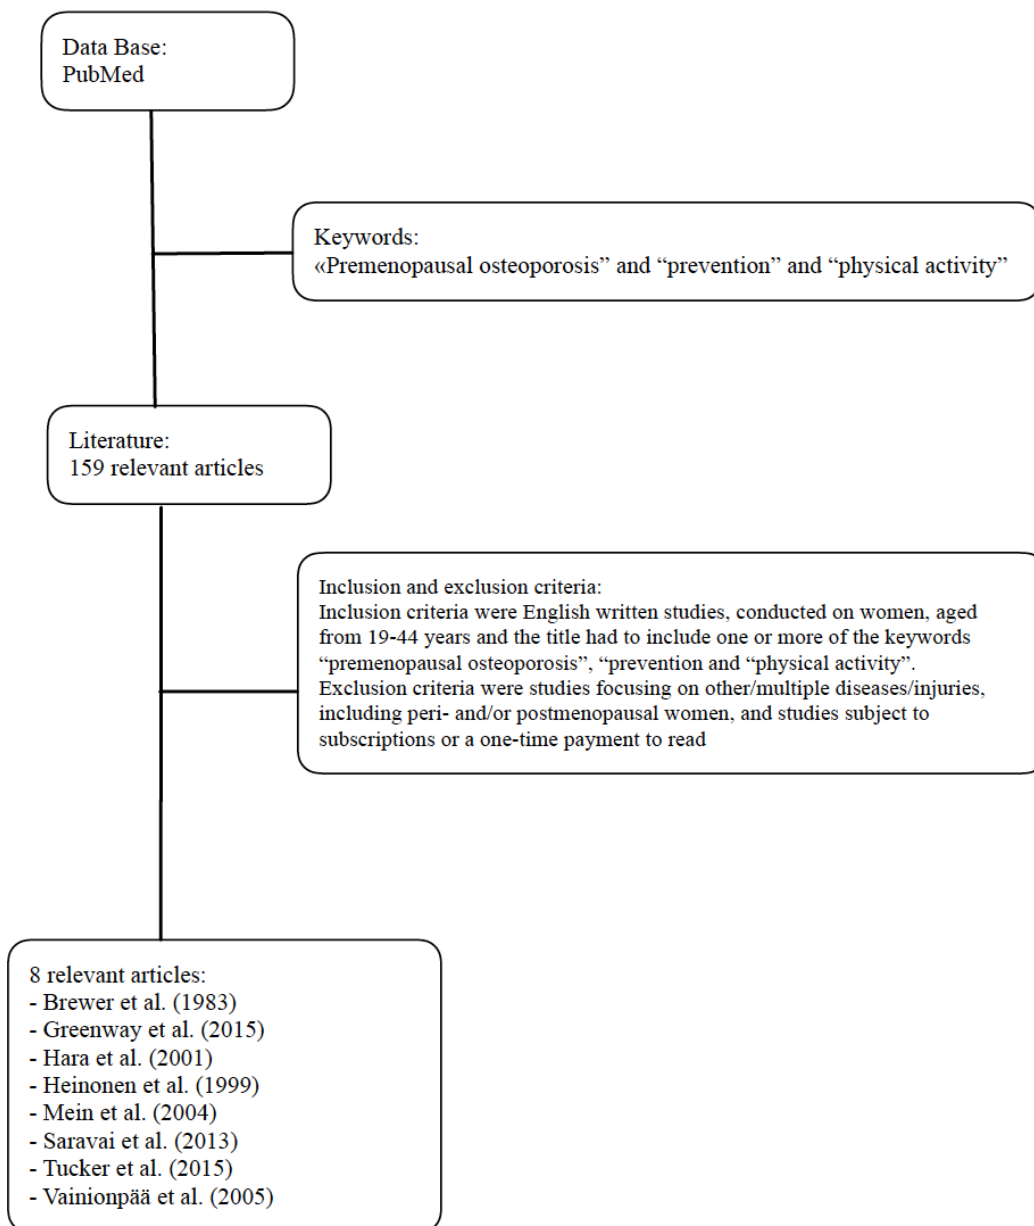 Data Base:
PubMed
Keywords:
«Premenopausal osteoporosis” and “prevention” and “physical activity”
Literature:
159 relevant articles
Inclusion and exclusion criteria:
Inclusion criteria were English written studies, conducted on women, aged
from 19-44 years and the title had to include one or more of the keywords
“premenopausal osteoporosis”, “prevention and “physical activity”.
Exclusion criteria were studies focusing on other/multiple diseases/injuries,
including peri- and/or postmenopausal women, and studies subject to
subscriptions or a one-time payment to read
8 relevant articles:
- Brewer et al. (1983)
- Greenway et al. (2015)
- Hara et al. (2001)
- Heinonen et al. (1999)
- Mein et al. (2004)
- Saravai et al. (2013)
- Tucker et al. (2015)
- Vainionpää et al. (2005)